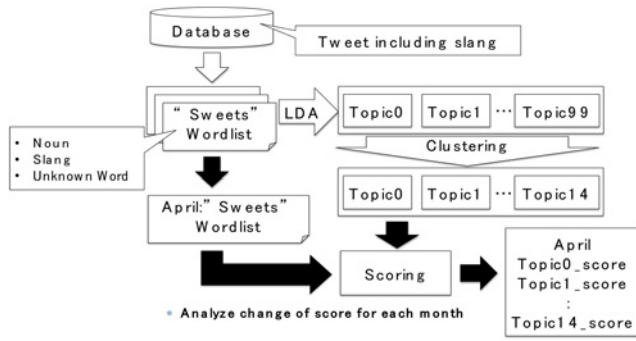 Database
Tweet including slang
“ Sweets”
Wordlist
LDA
Topic0 Topic1 ⋯ Topic99
• Noun
• Slang
• Unknown Word
Clustering
Topic0 Topic1 ⋯ Topic14
April:” Sweets”
Wordlist
Scoring
April
Topic0_score
Topic1_score
:
Topic14_score
• Analyze change of score for each month